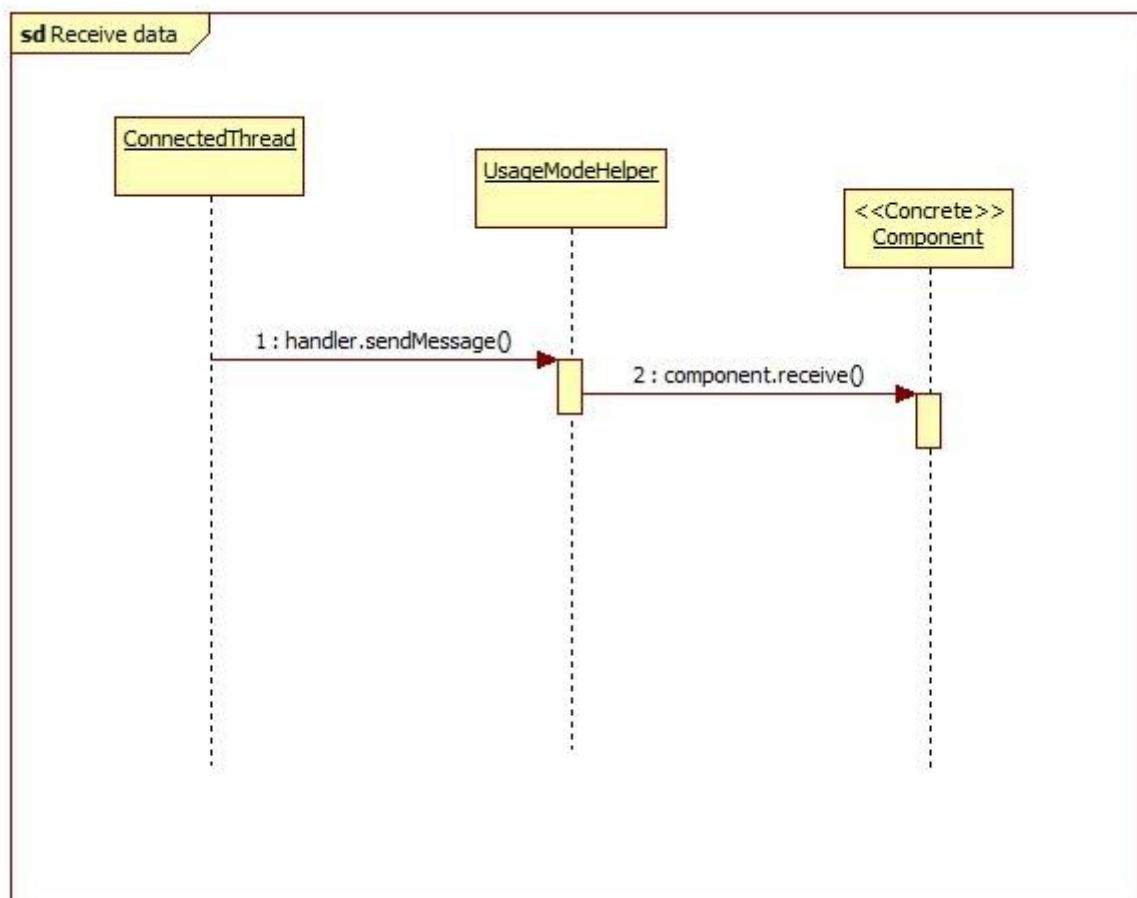 sd Receive data
ConnectedThread
UsageModeHelper
<<Concrete>>
Component
1 : handler.sendMessage()
2 : component.receive()